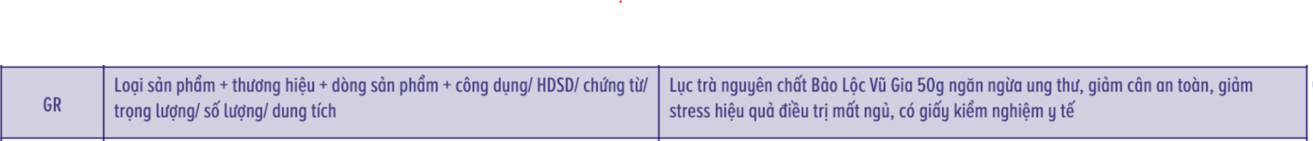 GR
Loại sản phẩm + thương hiệu + dòng sản phẩm + công dụng/ HDSD/ chứng từ/
trọng lượng/ số lượng/ dung tích
Lục trà nguyên chất Bảo Lộc Vũ Gia 50g ngăn ngừa ung thư, giảm cân an toàn, giảm
stress hiệu quả điều trị mất ngủ, có giấy kiểm nghiệm y tế